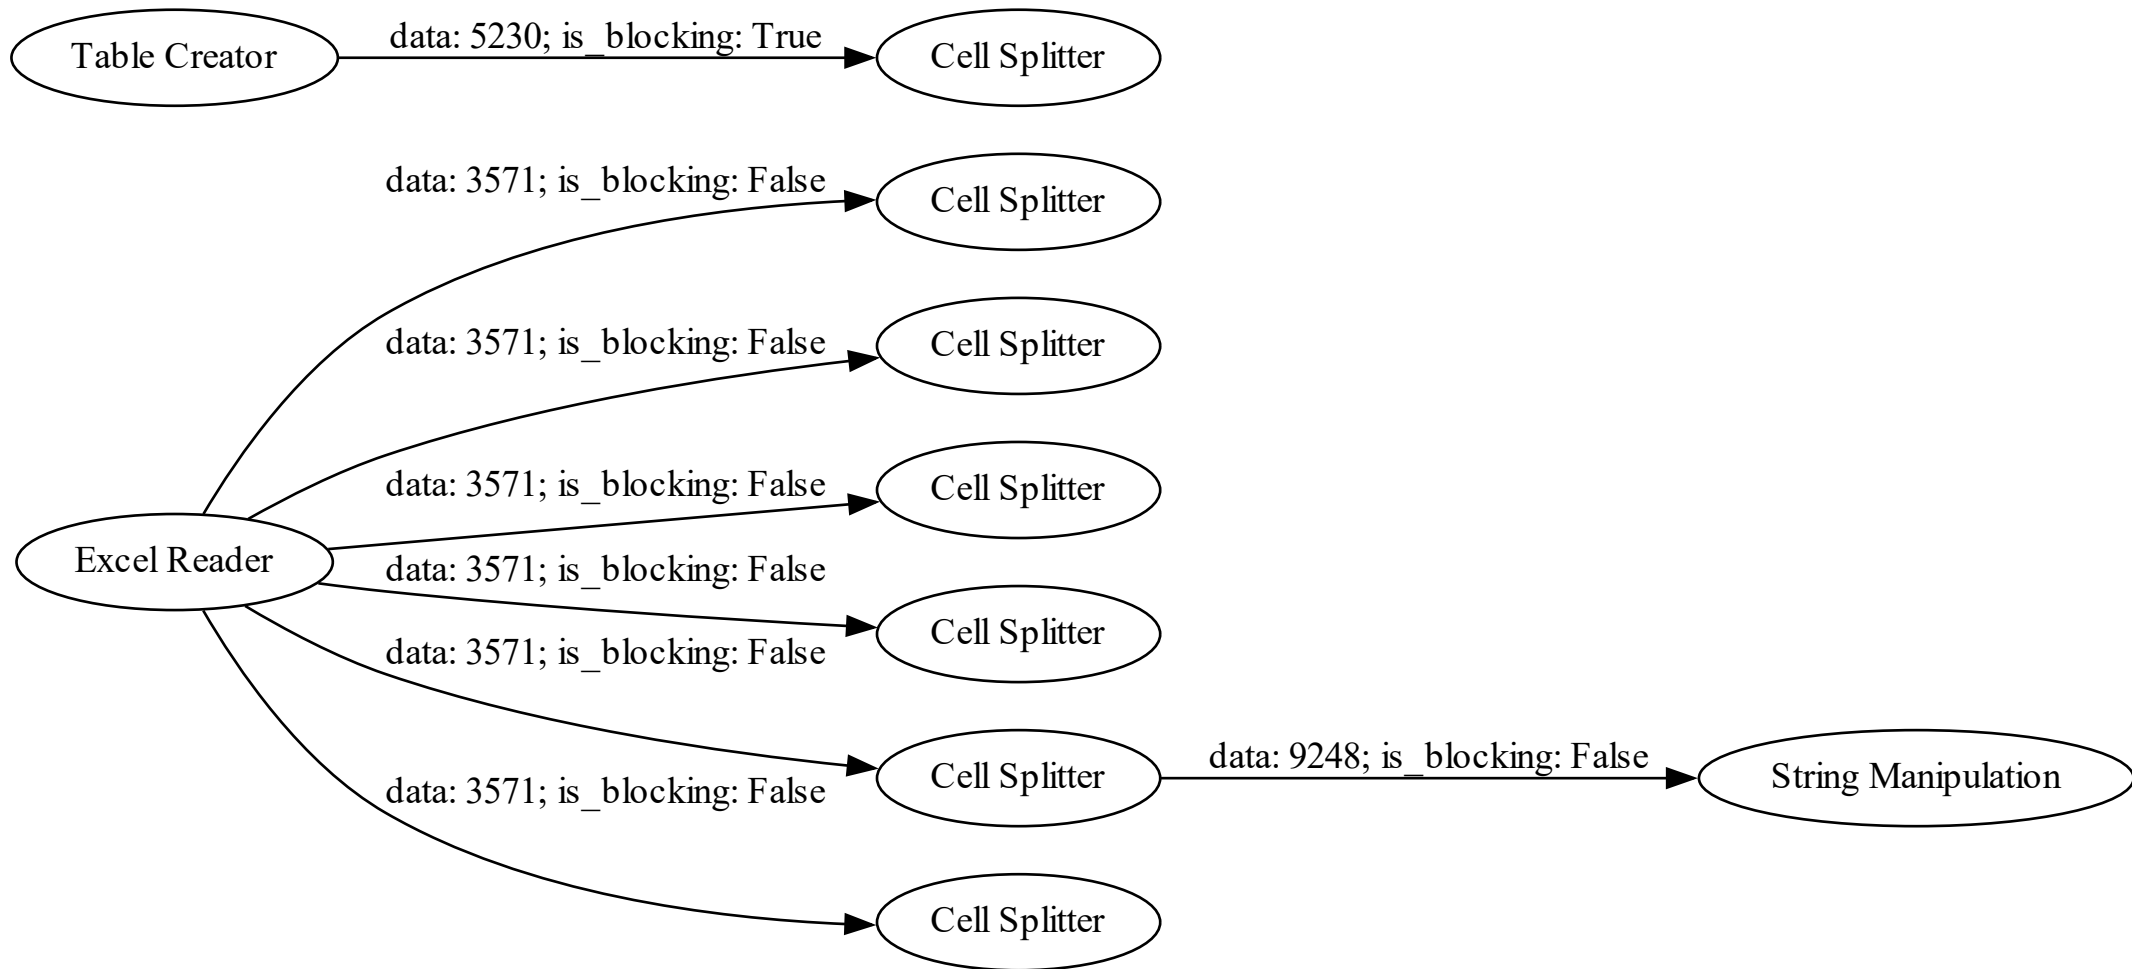 Table Creator
data: 5230; is_blocking: True
Cell Splitter
data: 3571; is_blocking: False
Cell Splitter
data: 3571; is_blocking: False
Cell Splitter
data: 3571; is_blocking: False
Cell Splitter
Excel Reader
data: 3571; is_blocking: False
Cell Splitter
data: 3571; is_blocking: False
Cell Splitter
data: 9248; is_blocking: False
String Manipulation
data: 3571; is_blocking: False
Cell Splitter